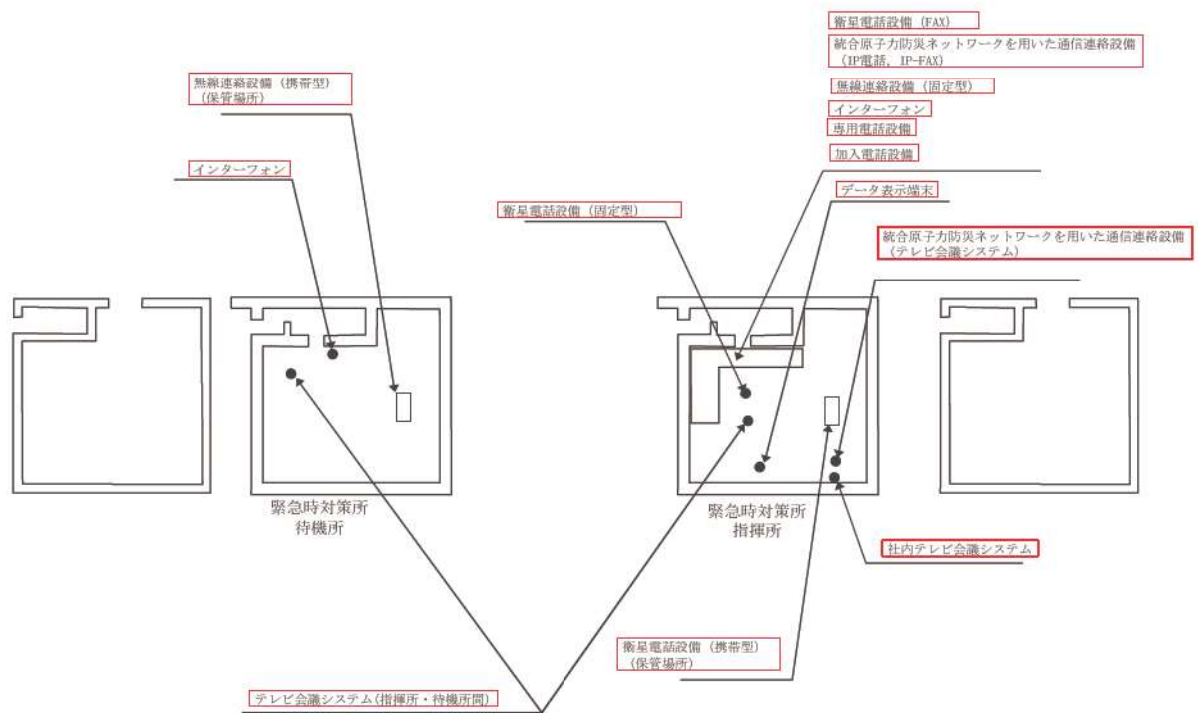 衛星電話設備（FAX）
統合原子力防災ネットワークを用いた通信連絡設備
（IP電話，IP-FAX）
無線連絡設備（携帯型）
（保管場所）
無線連絡設備（固定型）
インターフォン
専用電話設備
加入電話設備
インターフォン
データ表示端末
衛星電話設備（固定型）
統合原子力防災ネットワークを用いた通信連絡設備
（テレビ会議システム）
緊急時対策所
待機所
緊急時対策所
指揮所
社内テレビ会議システム
衛星電話設備（携帯型）
（保管場所）
テレビ会議システム(指揮所・待機所間)